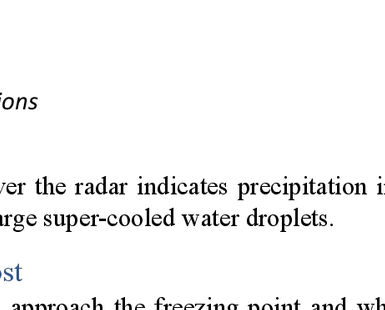 ions
ver the radar indicates precipitation i
arge super-cooled water droplets.
ost
approach the freezing point and wh